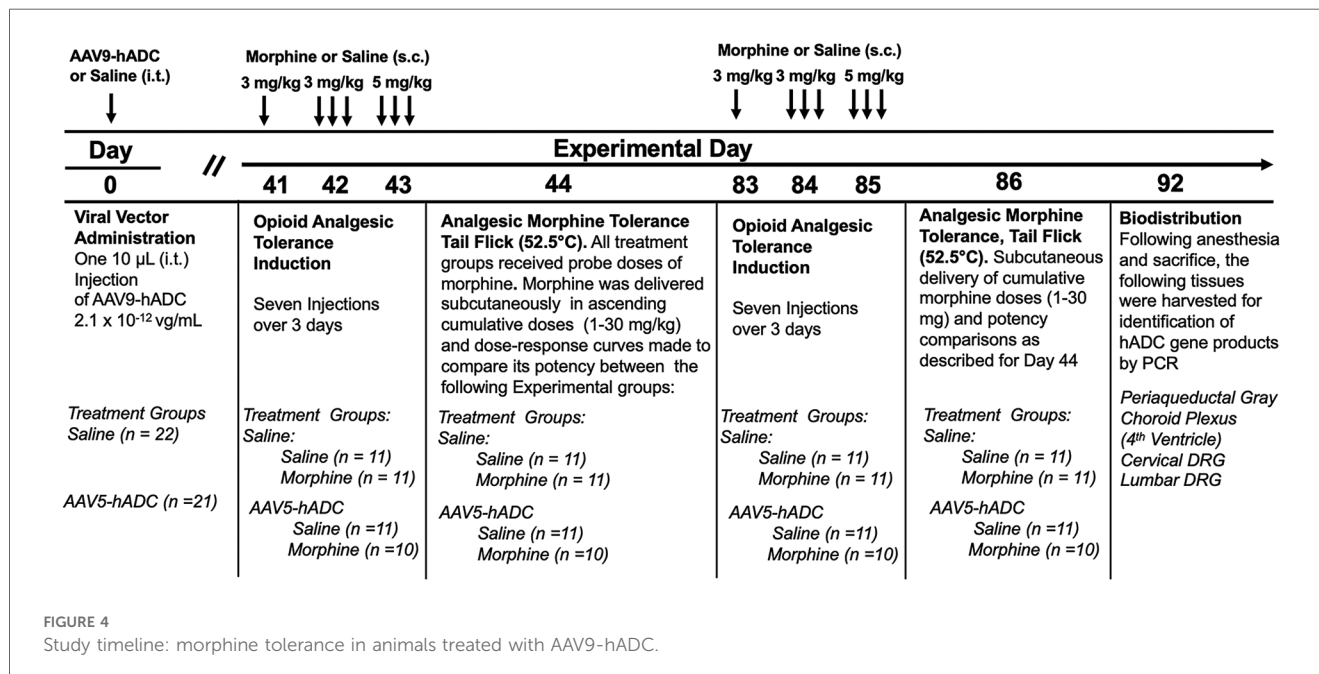 AAV9-hADC
or Saline (i.t.)
Morphine or Saline (s.c.)
3 mg/kg 3 mg/kg 5 mg/kg
Morphine or Saline (s.c.)
3 mg/kg 3 mg/kg 5 mg/kg
Day
//
Experimental Day
0
41 42 43
44
83 84 85
86
92
Viral Vector
Administration
One 10 µL (i.t.)
Injection
of AAV9-hADC
2.1 x 10-12 vg/mL
Treatment Groups
Saline (n = 22)
AAV5-hADC (n =21)
Opioid Analgesic
Tolerance
Induction
Seven Injections
over 3 days
Treatment Groups:
Saline:
Saline (n = 11)
Morphine (n = 11)
AAV5-hADC
Saline (n =11)
Morphine (n =10)
Analgesic Morphine Tolerance
Tail Flick (52.5°C). All treatment
groups received probe doses of
morphine. Morphine was delivered
subcutaneously in ascending
cumulative doses (1-30 mg/kg)
and dose-response curves made to
compare its potency between the
following Experimental groups:
Treatment Groups:
Saline:
Saline (n = 11)
Morphine (n = 11)
AAV5-hADC
Saline (n =11)
Morphine (n =10)
Opioid Analgesic
Tolerance
Induction
Seven Injections
over 3 days
Treatment Groups:
Saline:
Saline (n = 11)
Morphine (n = 11)
AAV5-hADC
Saline (n =11)
Morphine (n =10)
Analgesic Morphine
Tolerance, Tail Flick
(52.5°C). Subcutaneous
delivery of cumulative
morphine doses (1-30
mg) and potency
comparisons as
described for Day 44
Treatment Groups:
Saline:
Saline (n = 11)
Morphine (n = 11)
AAV5-hADC
Saline (n =11)
Morphine (n =10)
Biodistribution
Following anesthesia
and sacrifice, the
following tissues
were harvested for
identification of
hADC gene products
by PCR
Periaqueductal Gray
Choroid Plexus
(4th Ventricle)
Cervical DRG
Lumbar DRG
FIGURE 4
Study timeline: morphine tolerance in animals treated with AAV9-hADC.